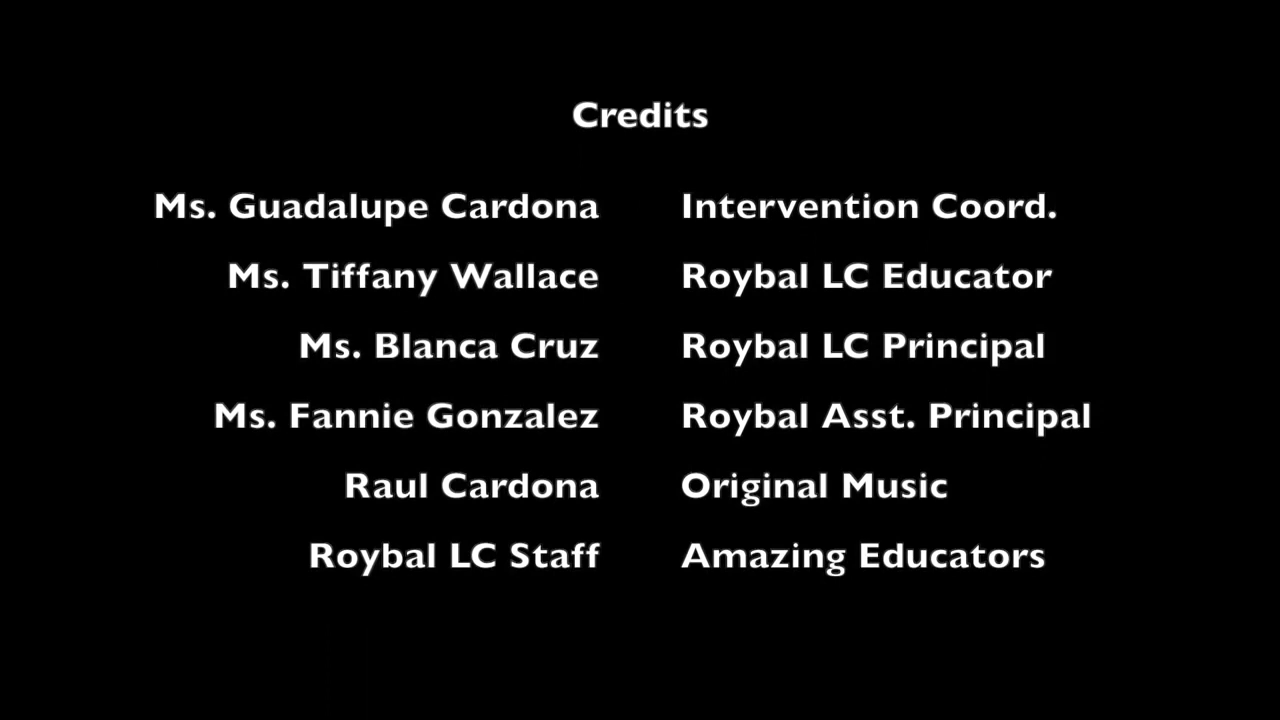 Credits
Ms. Guadalupe Cardona Intervention Coord.
Ms. Tiffany Wallace Roybal LC Educator
Ms. Blanca Cruz Roybal LC Principal
Ms. Fannie Gonzalez Roybal Asst. Principal
Raul Cardona Original Music
Roybal LC Staff Amazing Educators